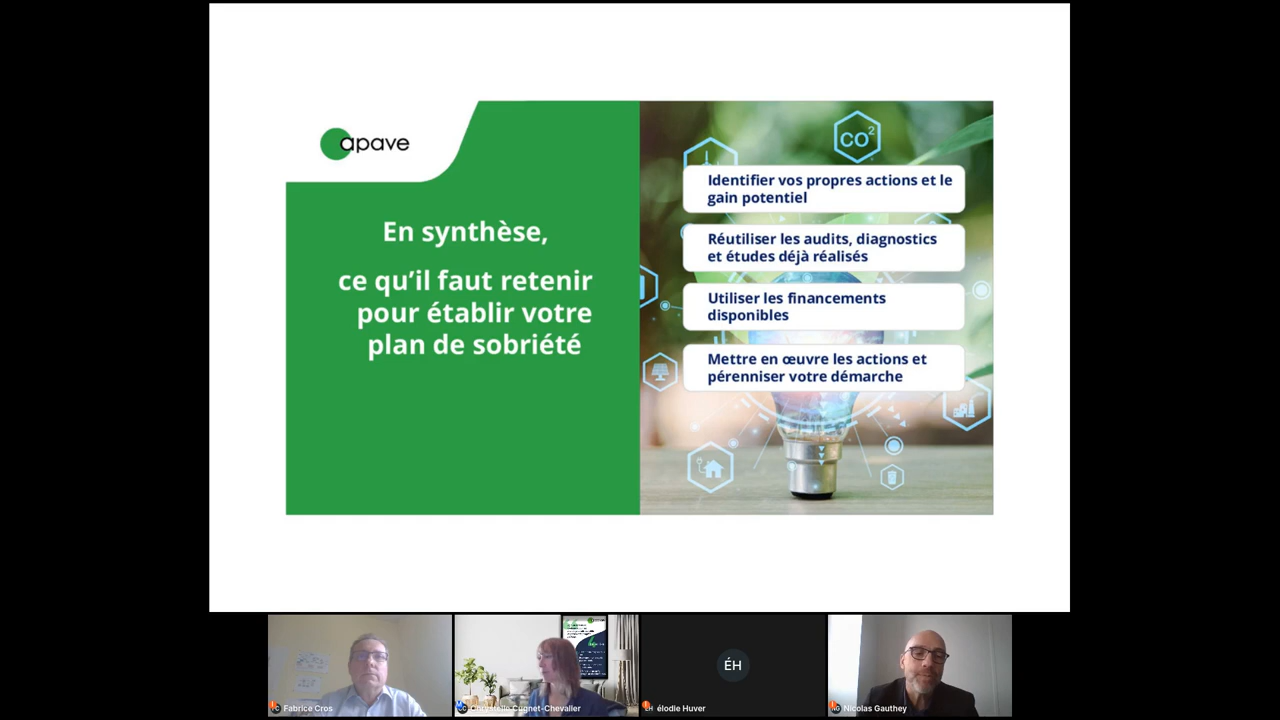 apave
En synthèse,
ce qu’il faut retenir
pour établir votre
plan de sobriété
CO2
Identifier vos propres actions et le
gain potentiel
Réutiliser les audits, diagnostics
et études déjà réalisés
Utiliser les financements
disponibles
Mettre en œuvre les actions et
pérenniser votre démarche
ÉH
Fabrice Cros
Cugnet-Chevalier
élodie Huver
Nicolas Gauthey